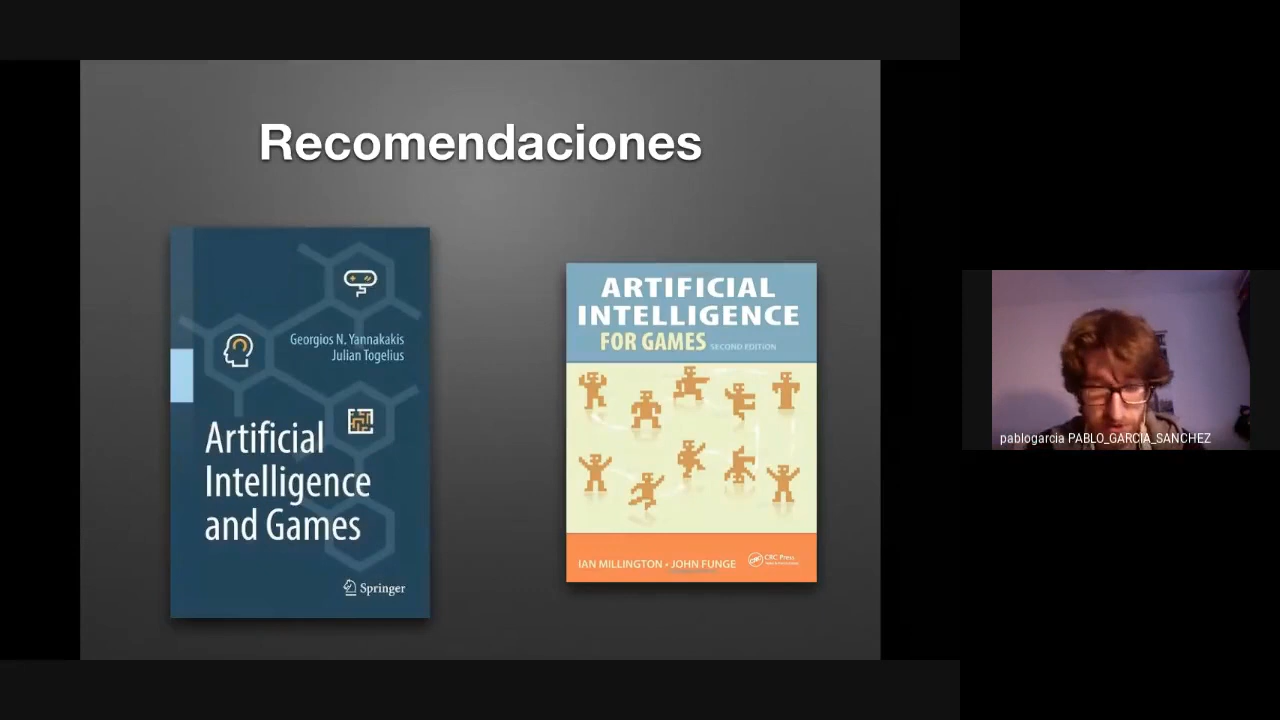 Recomendaciones
Georgios N. Yannakakis
Julian Togelius
Artificial
Intelligence
and Games
Springer
ARTIFICIAL
INTELLIGENCE
FOR GAMES SECOND EDITION
IAN MILLINGTON • JOHN FUNGE
CRC Press
pablogarcia PABLO_GARCIA_SANCHEZ